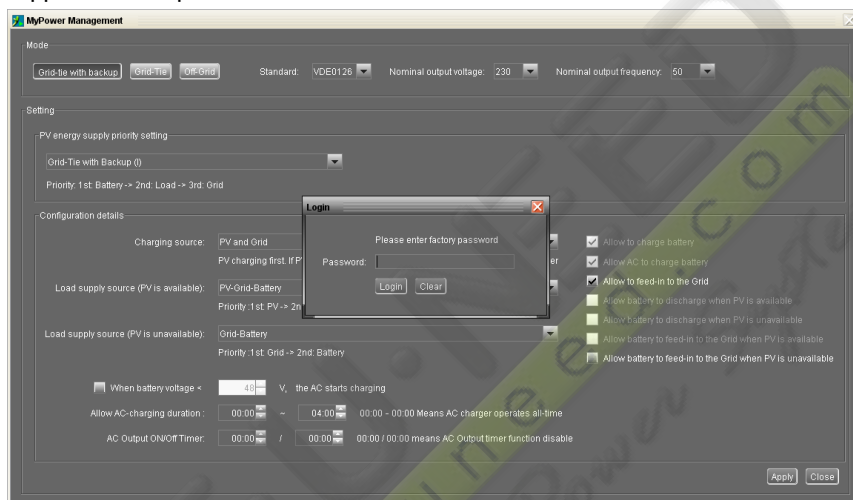 MyPower Management
Mode
Grid-tie with backup Grid-Tie Off-Grid Standard: VDE0126 Nominal output voltage: 230 Nominal output frequency: 50
Setting
PV energy supply priority setting
Grid-Tie with Backup (I)
Priority: 1st: Battery -> 2nd: Load -> 3rd: Grid
Login
Please enter factory password
Password:
Login Clear
Configuration details
Charging source: PV and Grid
PV charging first. If P
er
Load supply source (PV is available): PV-Grid-Battery
Priority :1st: PV-> 2n
Load supply source (PV is unavailable): Grid-Battery
Priority :1st: Grid -> 2nd: Battery
Allow to charge battery
Allow AC to charge battery
Allow to feed-in to the Grid
Allow battery to discharge when PV is available
Allow battery to discharge when PV is unavailable
Allow battery to feed-in to the Grid when PV is available
Allow battery to feed-in to the Grid when PV is unavailable
When battery voltage < 48 V, the AC starts charging
Allow AC-charging duration : 00:00 ~ 04:00 00:00 - 00:00 Means AC charger operates all-time
AC Output ON/Off Timer: 00:00 / 00:00 00:00 / 00:00 means AC Output timer function disable
Apply Close